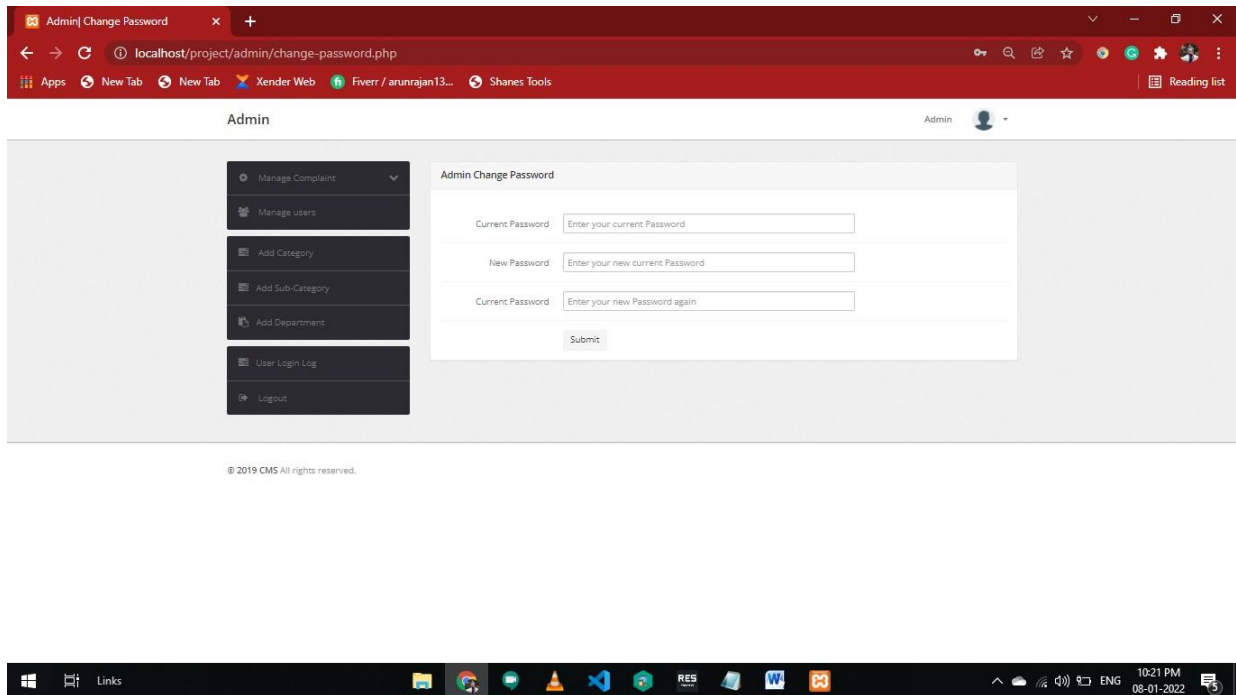 Admin| Change Password
localhost/project/admin/change-password.php
Apps New Tab New Tab Xender Web Fiverr / arunrajan13... Shanes Tools Reading list
Admin Admin
Manage Complaint
Manage users
Add Category
Add Sub-Category
Add Department
User Login Log
Logout
Admin Change Password
Current Password Enter your current Password
New Password Enter your new current Password
Current Password Enter your new Password again
Submit
© 2019 CMS All rights reserved.
Links
RES
ENG
10:21 PM
08-01-2022
5